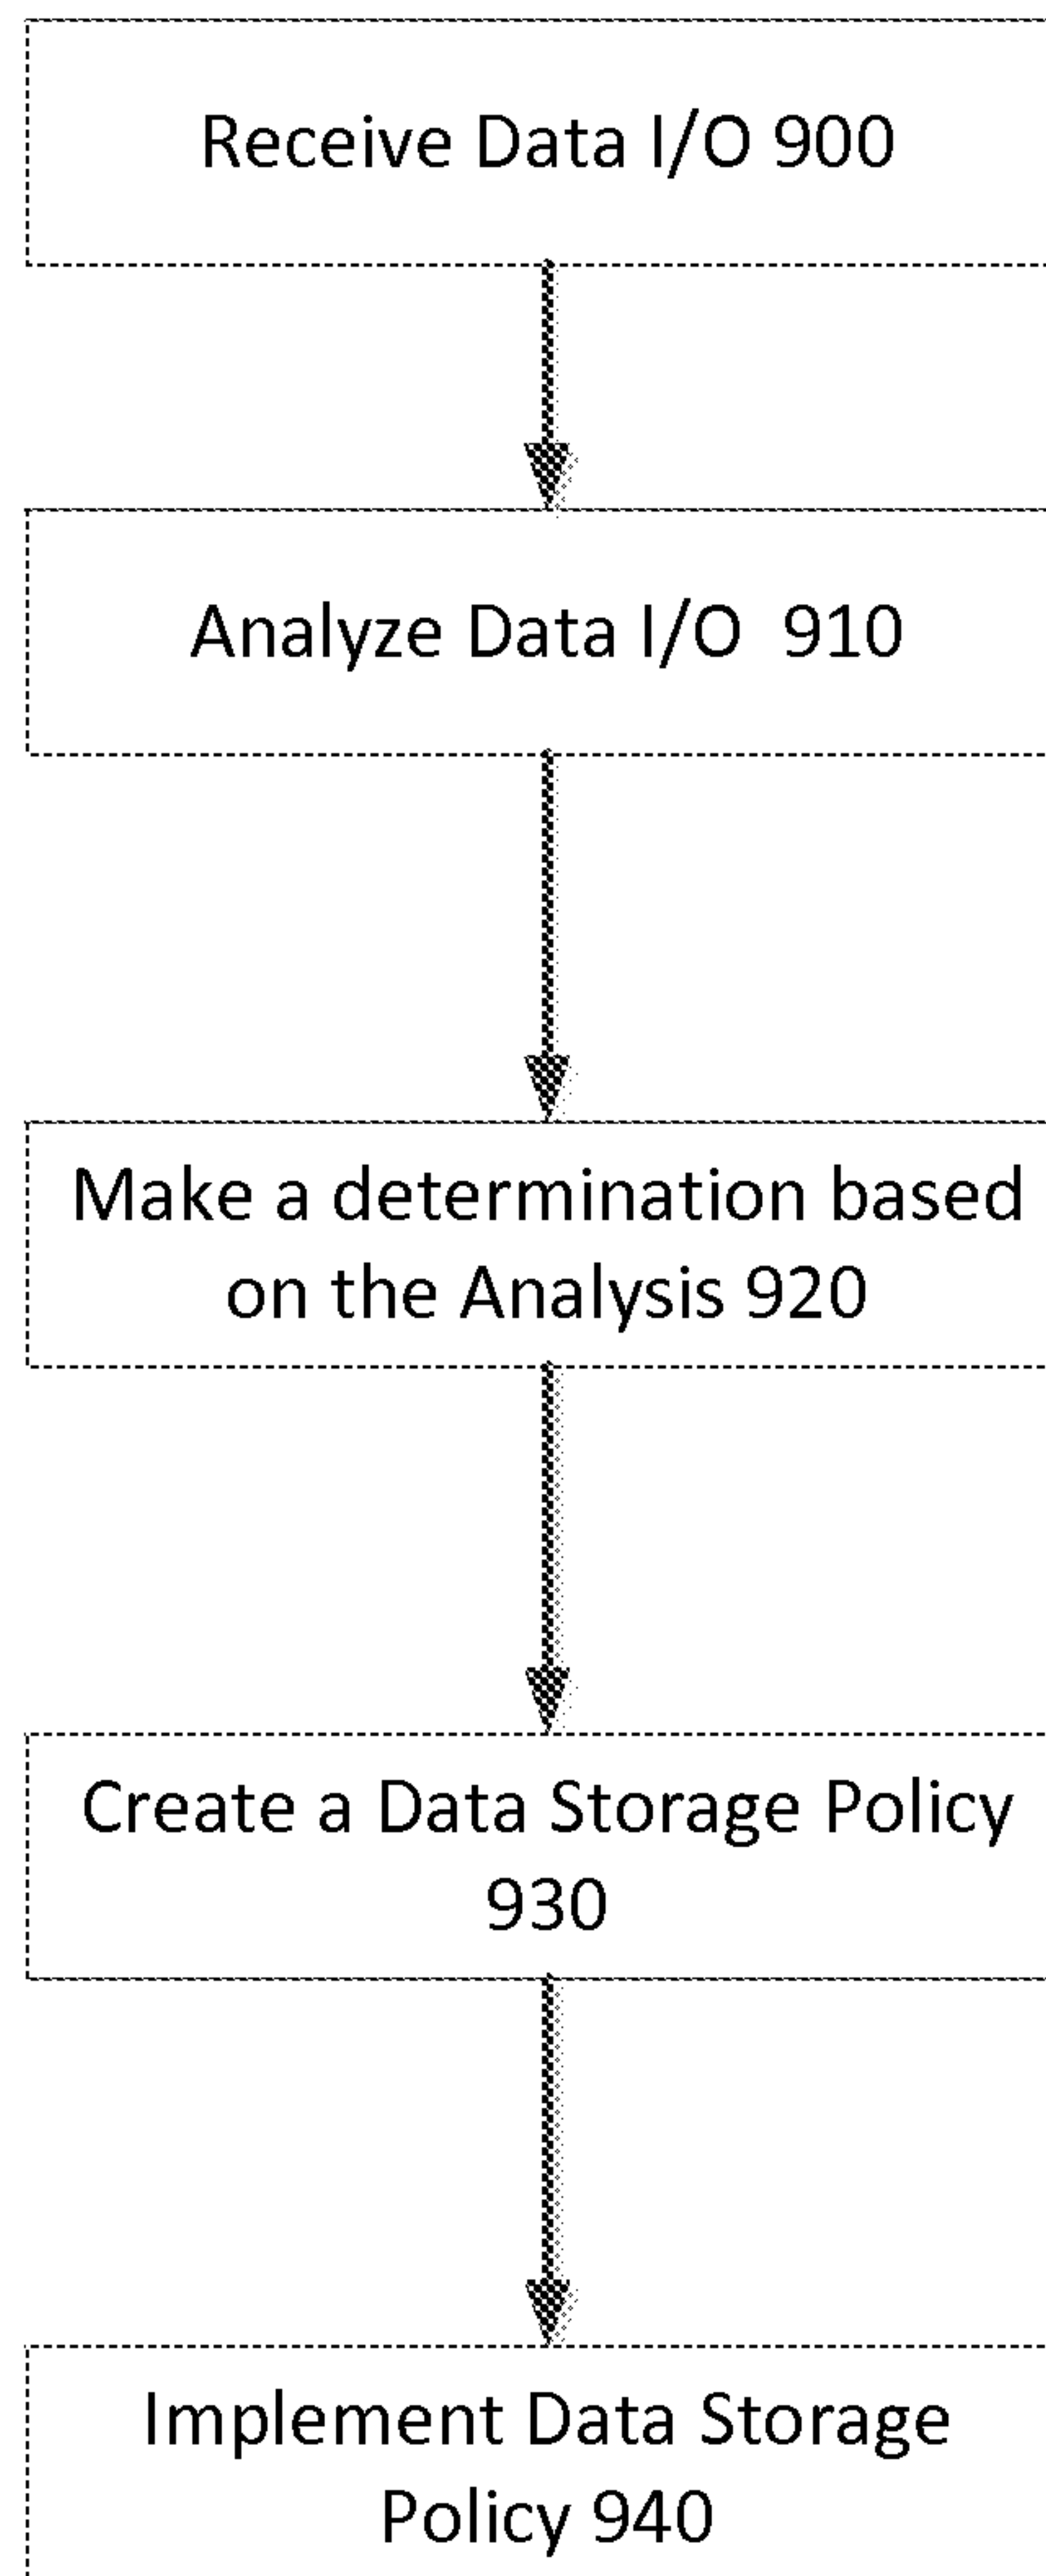 Receive Data I/O 900
Analyze Data I/O  910
Make a determination based
on the Analysis 920
Create a Data Storage Policy
930
Implement Data Storage
Policy 940